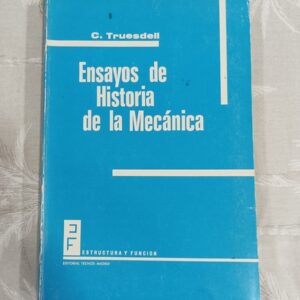 C. Truesdell
Ensayos de
Historia
de la Mecánica
ESTRUCTURA Y FUNCION
EDITORIAL TECNOS MADRID